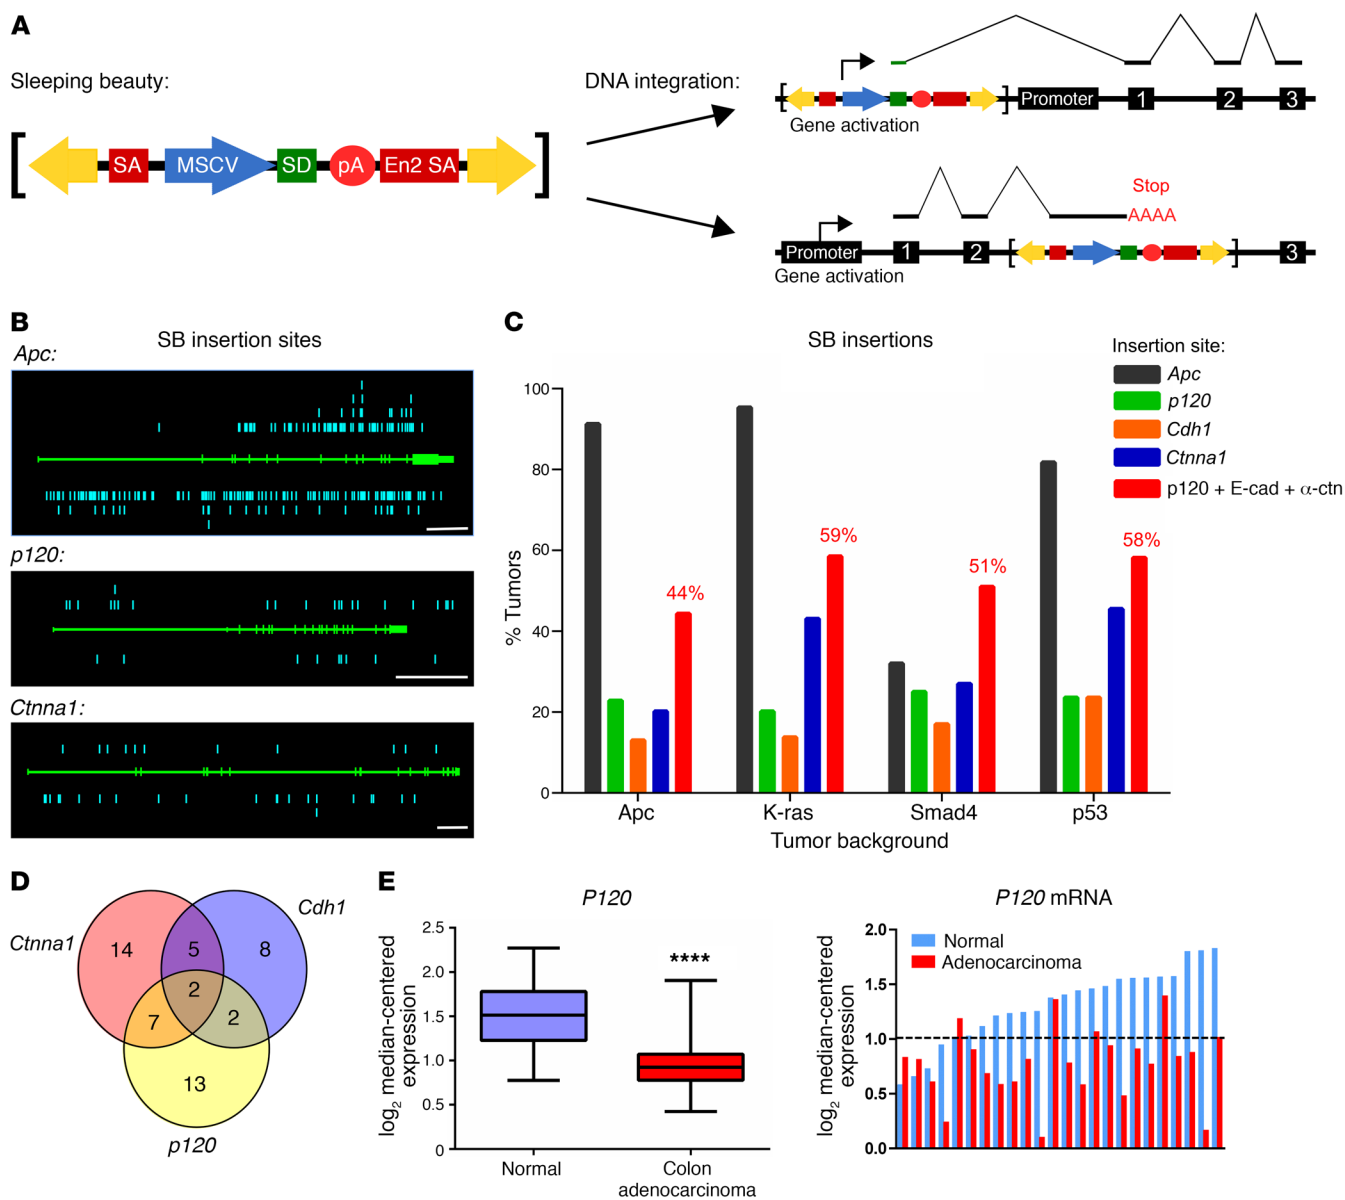 A
Sleeping beauty:
SA
MSCV
SD
pA
En2 SA
DNA integration:
Promoter
1
2
3
Gene activation
Stop
AAAA
Promoter
1
2
3
Gene activation
B
SB insertion sites
Apc:
p120:
Ctnna1:
C
SB insertions
Insertion site:
Apc
p120
Cdh1
Ctnna1
p120 + E-cad + α-ctn
% Tumors
100
80
60
40
20
0
44%
59%
51%
58%
Apc
K-ras
Smad4
p53
Tumor background
D
Ctnna1
Cdh1
14
5
8
2
7
2
13
p120
E
P120
log2 median-centered
expression
2.5
2.0
1.5
1.0
0.5
0
****
Normal
Colon
adenocarcinoma
P120 mRNA
log2 median-centered
expression
2.0
1.5
1.0
0.5
0.0
Normal
Adenocarcinoma